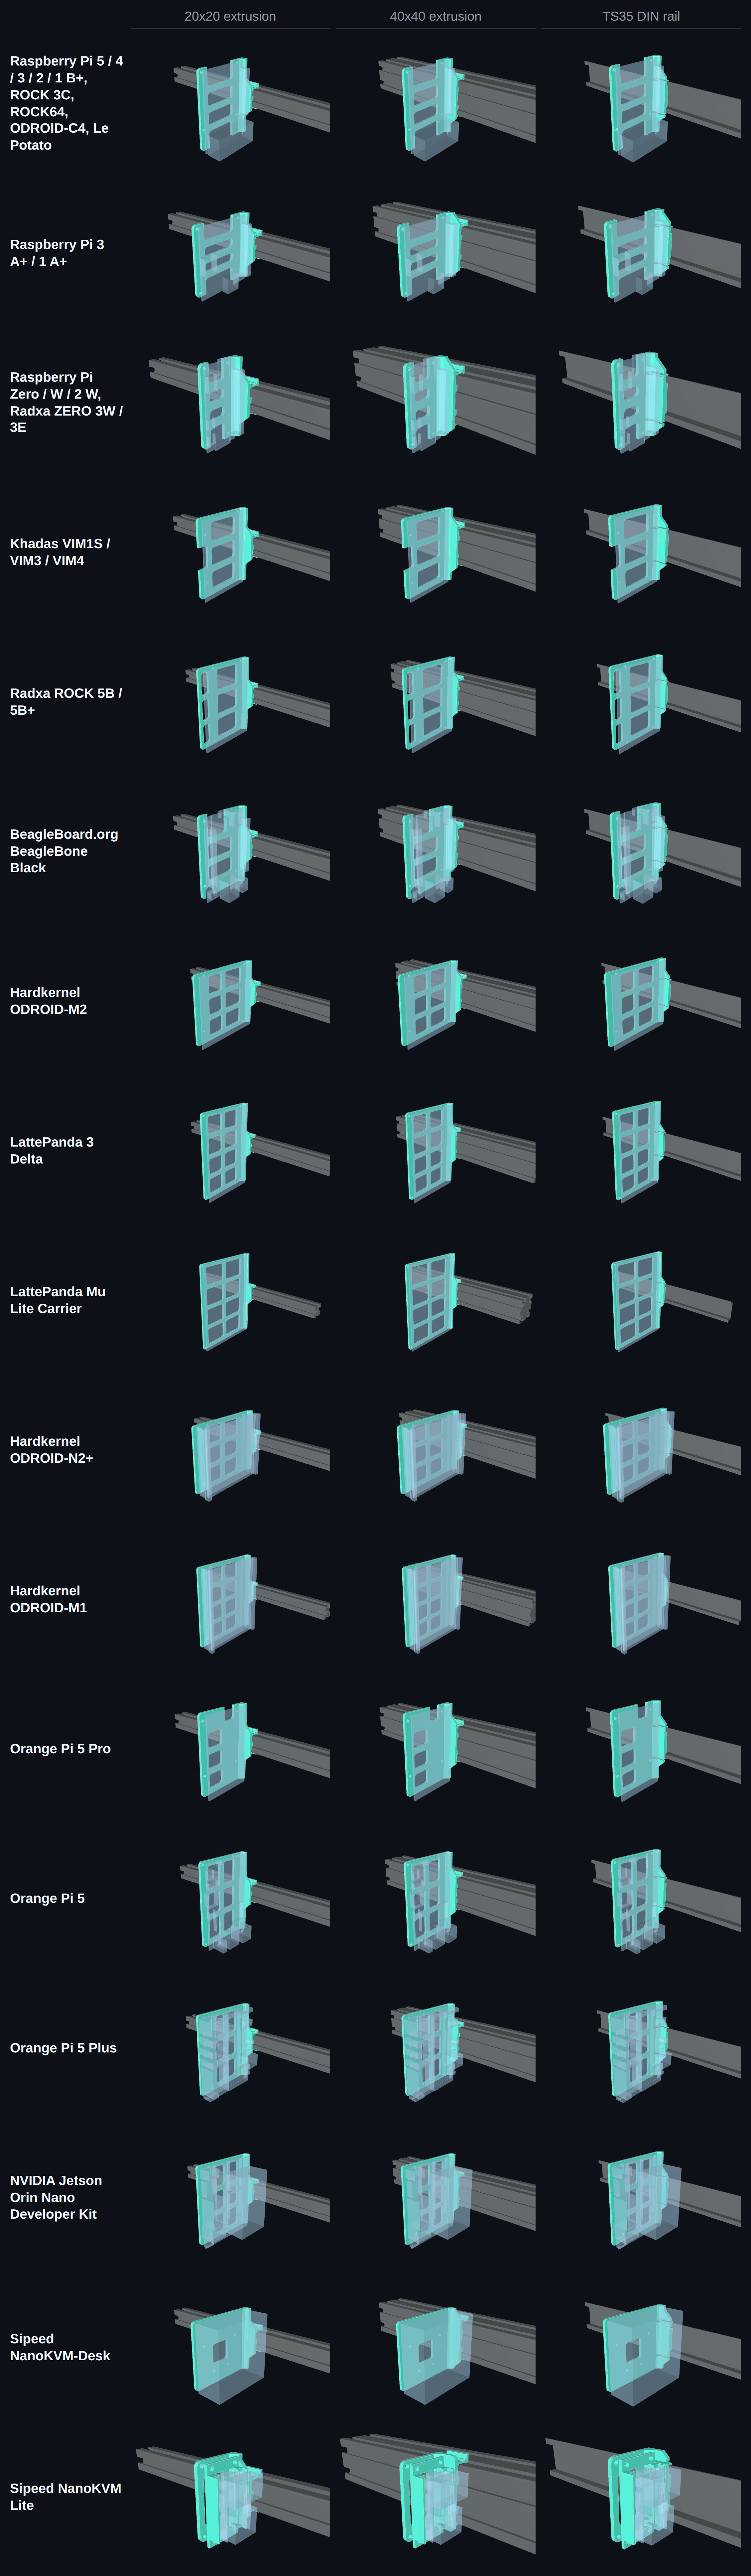 20x20 extrusion
40x40 extrusion
TS35 DIN rail
Raspberry Pi 5 / 4
/ 3 / 2 / 1 B+,
ROCK 3C,
ROCK64,
ODROID-C4, Le
Potato
Raspberry Pi 3
A+ / 1 A+
Raspberry Pi
Zero / W / 2 W,
Radxa ZERO 3W /
3E
Khadas VIM1S /
VIM3 / VIM4
Radxa ROCK 5B /
5B+
BeagleBoard.org
BeagleBone
Black
Hardkernel
ODROID-M2
LattePanda 3
Delta
LattePanda Mu
Lite Carrier
Hardkernel
ODROID-N2+
Hardkernel
ODROID-M1
Orange Pi 5 Pro
Orange Pi 5
Orange Pi 5 Plus
NVIDIA Jetson
Orin Nano
Developer Kit
Sipeed
NanoKVM-Desk
Sipeed NanoKVM
Lite